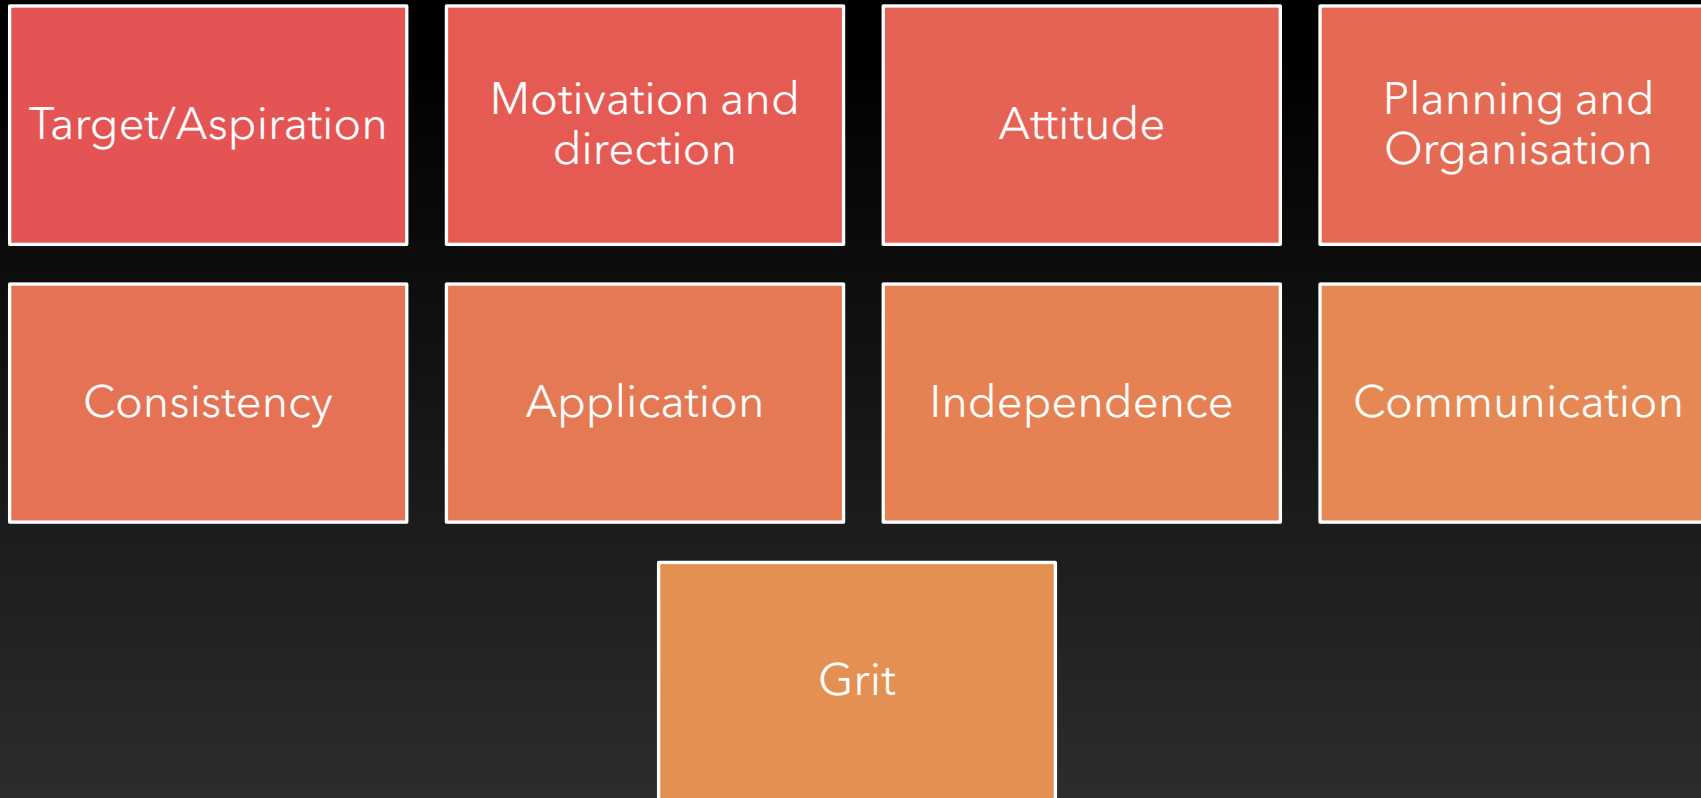 Target/Aspiration
Motivation and
direction
Attitude
Planning and
Organisation
Consistency
Application
Independence
Communication
Grit